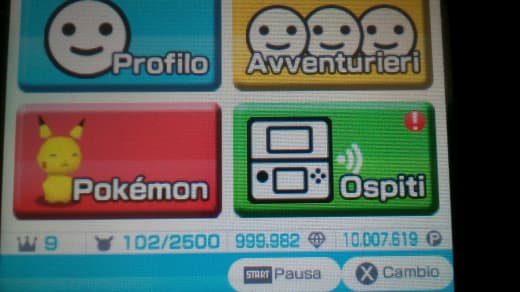 Profilo
Avventurieri
Pokémon
Ospiti
9 102/2500 999.982 10.007.619 P
START Pausa X Cambio